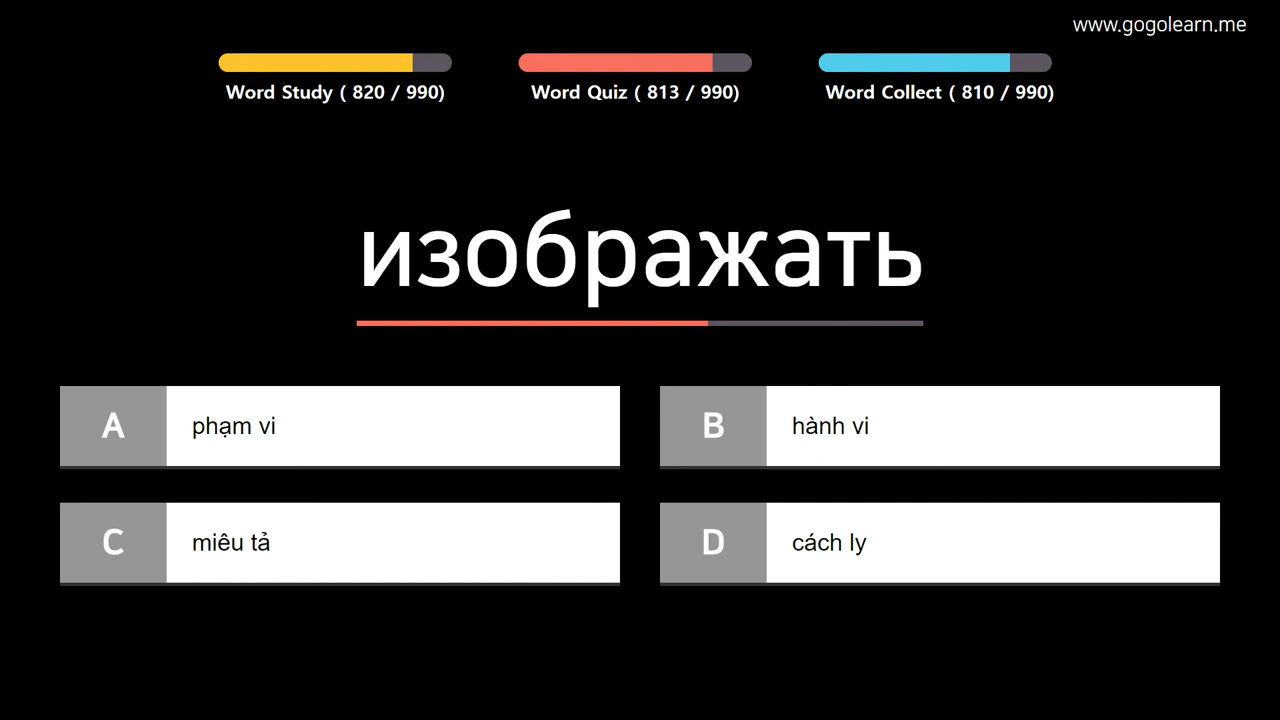 www.gogolearn.me
Word Study ( 820 / 990)
Word Quiz ( 813 / 990)
Word Collect ( 810 / 990)
изображать
A phạm vi
B hành vi
C miêu tả
D cách ly